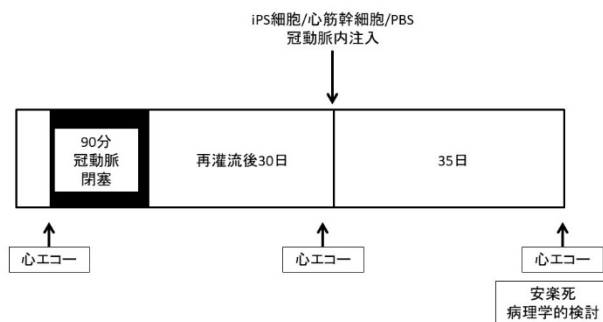 iPS細胞/心筋幹細胞/PBS
冠動脈内注入
90分
冠動脈
閉塞
再灌流後30日
35日
心エコー
心エコー
心エコー
安楽死
病理学的検討